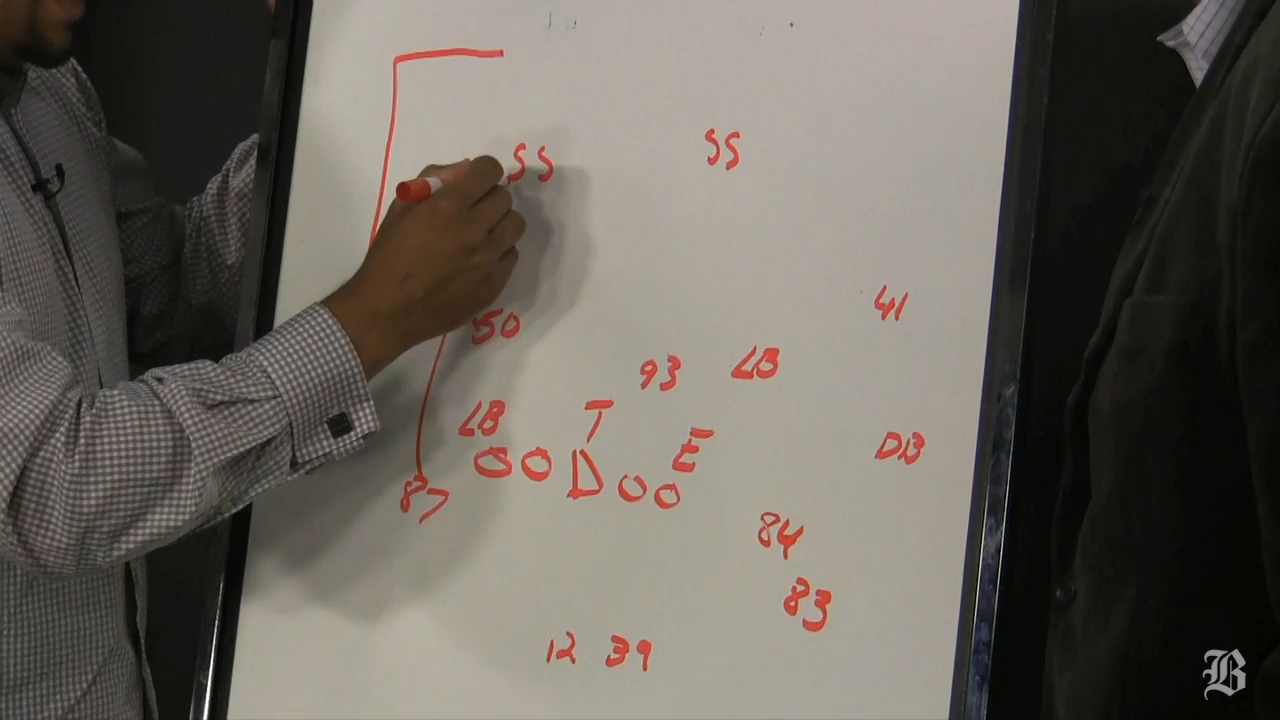 SS SS
41
50
93 LB
LB T E DB
O O D O O
87
84
83
12 39
B